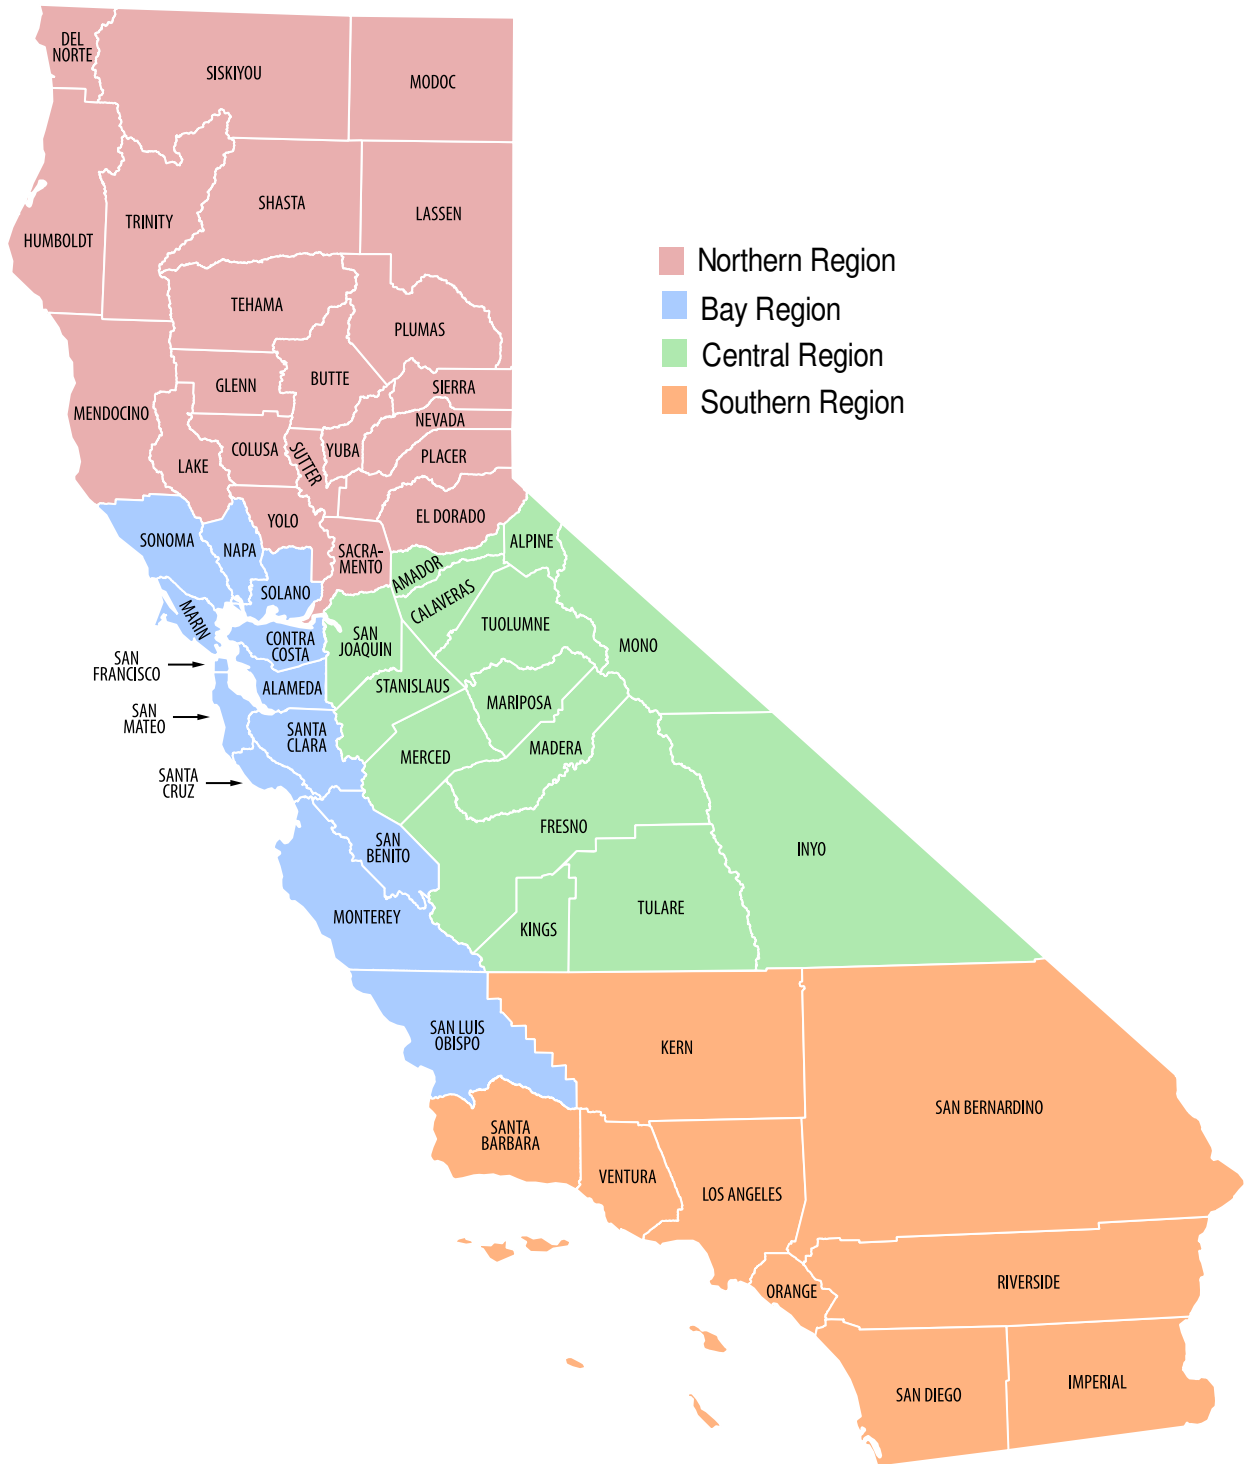 DEL
NORTE
SISKIYOU
MODOC
SHASTA
LASSEN
TRINITY
HUMBOLDT
Northern Region
Bay Region
Central Region
Southern Region
TEHAMA
PLUMAS
BUTTE
GLENN
SIERRA
MENDOCINO
NEVADA
COLUSA
SUTTER
YUBA
PLACER
LAKE
EL DORADO
YOLO
SONOMA
NAPA
SACRA-
MENTO
ALPINE
AMADOR
SOLANO
CALAVERAS
MARIN
TUOLUMNE
SAN
JOAQUIN
CONTRA
COSTA
MONO
SAN
FRANCISCO
ALAMEDA
STANISLAUS
MARIPOSA
SAN
MATEO
SANTA
CLARA
MADERA
MERCED
SANTA
CRUZ
FRESNO
SAN
BENITO
INYO
TULARE
MONTEREY
KINGS
SAN LUIS
OBISPO
KERN
SAN BERNARDINO
SANTA
BARBARA
VENTURA
LOS ANGELES
RIVERSIDE
ORANGE
IMPERIAL
SAN DIEGO